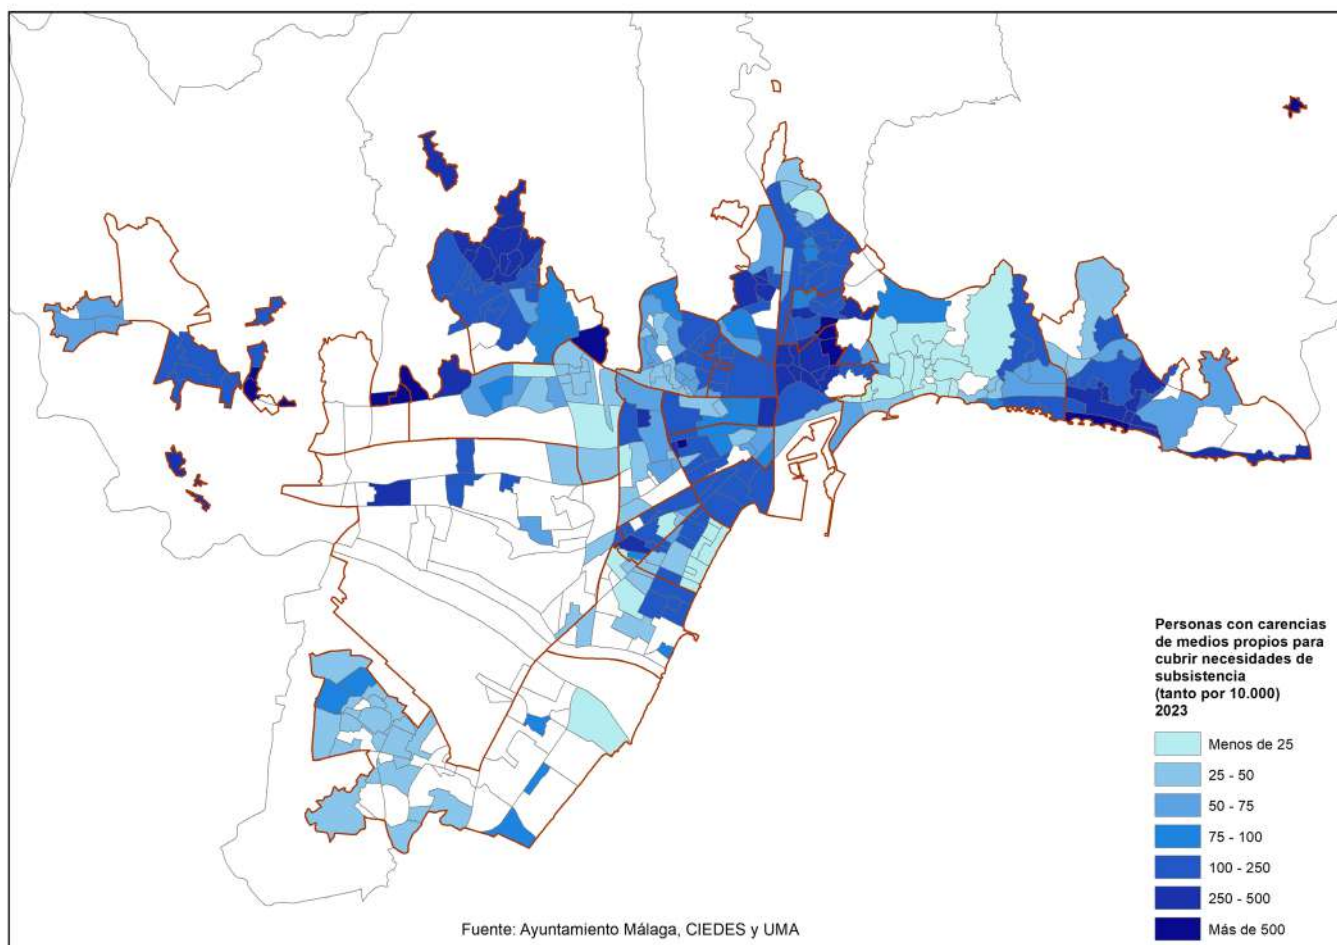 Personas con carencias
de medios propios para
cubrir necesidades de
subsistencia
(tanto por 10.000)
2023
Menos de 25
25 - 50
50 - 75
75 - 100
100 - 250
250 - 500
Más de 500
Fuente: Ayuntamiento Málaga, CIEDES y UMA